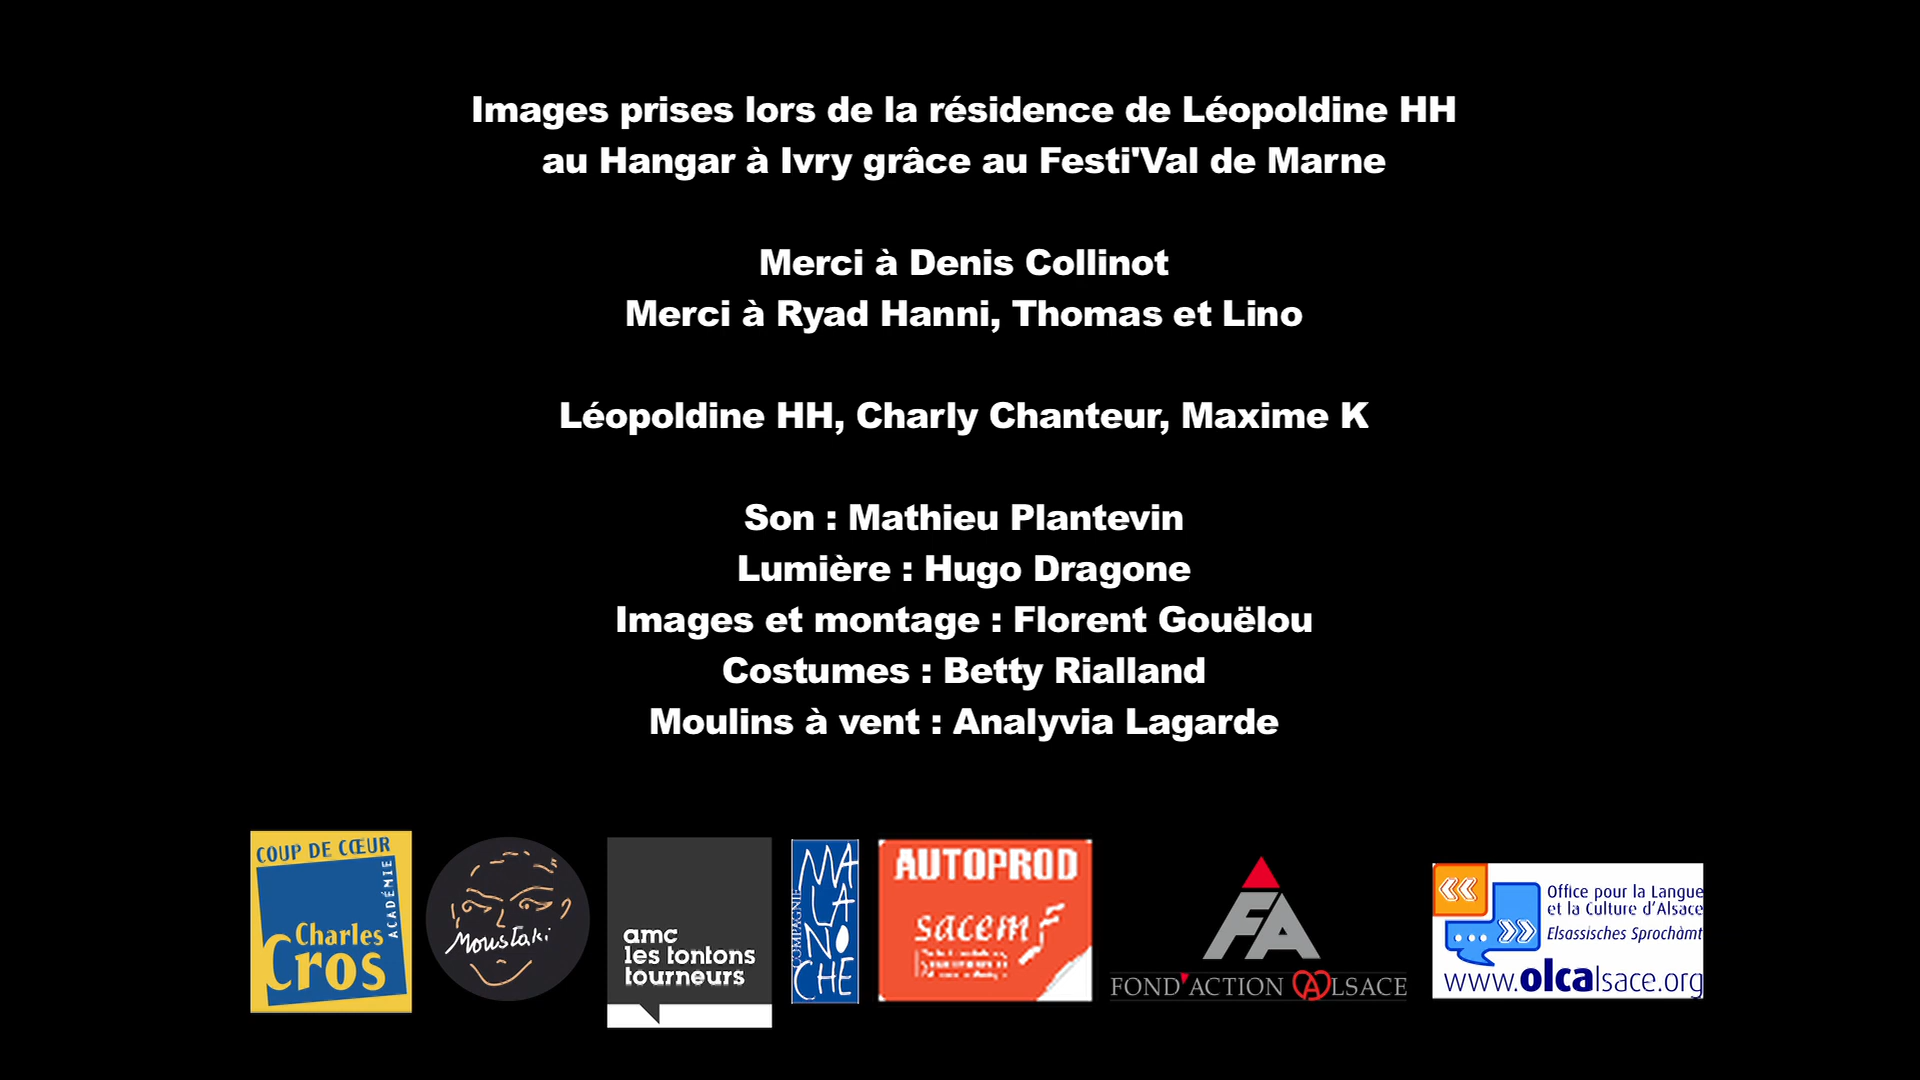 Images prises lors de la résidence de Léopoldine HH
au Hangar à Ivry grâce au Festi'Val de Marne
Merci à Denis Collinot
Merci à Ryad Hanni, Thomas et Lino
Léopoldine HH, Charly Chanteur, Maxime K
Son : Mathieu Plantevin
Lumière : Hugo Dragone
Images et montage : Florent Gouëlou
Costumes : Betty Rialland
Moulins à vent : Analyvia Lagarde
COUP DE CŒUR
ACADÉMIE
Charles
Cros
Moustaki
amc
les tontons
tourneurs
COMPAGNIE
MA
LA
NO
CHE
AUTOPROD
sacem
FA
FOND'ACTION ALSACE
Office pour la Langue
et la Culture d'Alsace
Elsassisches Sprochàmt
www.olcalsace.org